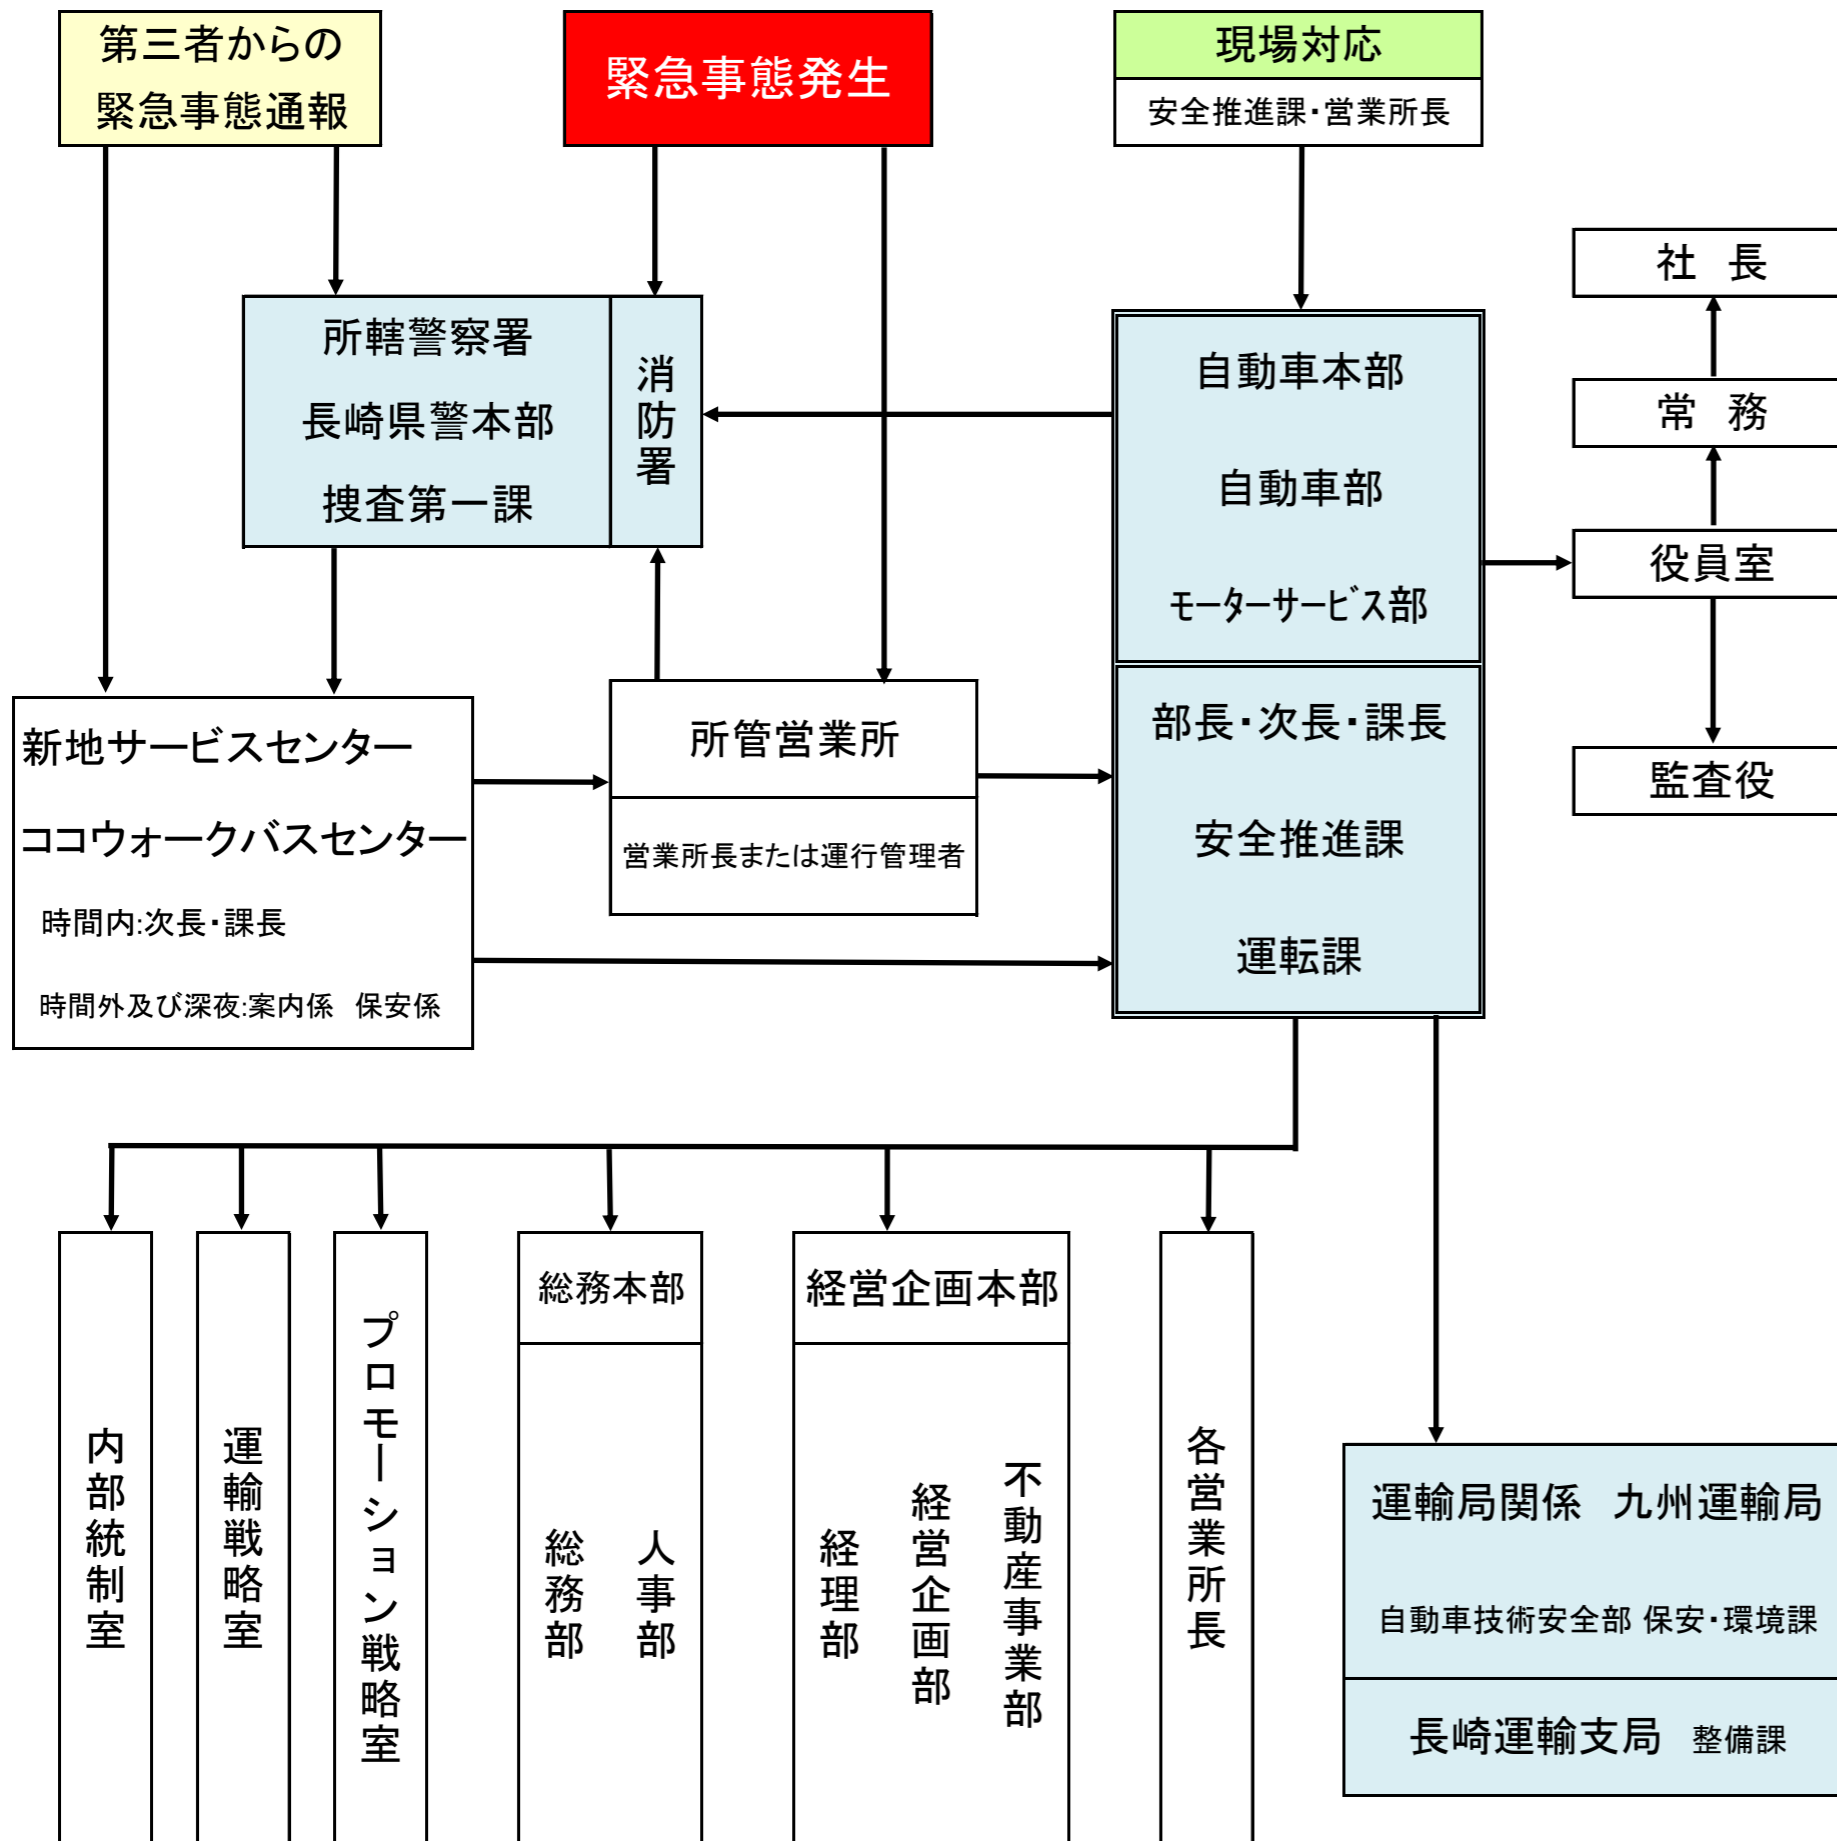 第三者からの
緊急事態通報
緊急事態発生
現場対応
安全推進課・営業所長
社　長
常　務
役員室
監査役
所轄警察署
長崎県警本部
捜査第一課
消防署
自動車本部
自動車部
モーターサービス部
部長・次長・課長
安全推進課
運転課
新地サービスセンター
ココウォークバスセンター
時間内:次長・課長
時間外及び深夜:案内係　保安係
所管営業所
営業所長または運行管理者
内部統制室
運輸戦略室
プロモーション戦略室
総務本部
総務部
人事部
経営企画本部
経理部
経営企画部
不動産事業部
各営業所長
運輸局関係　九州運輸局
自動車技術安全部 保安・環境課
長崎運輸支局　整備課